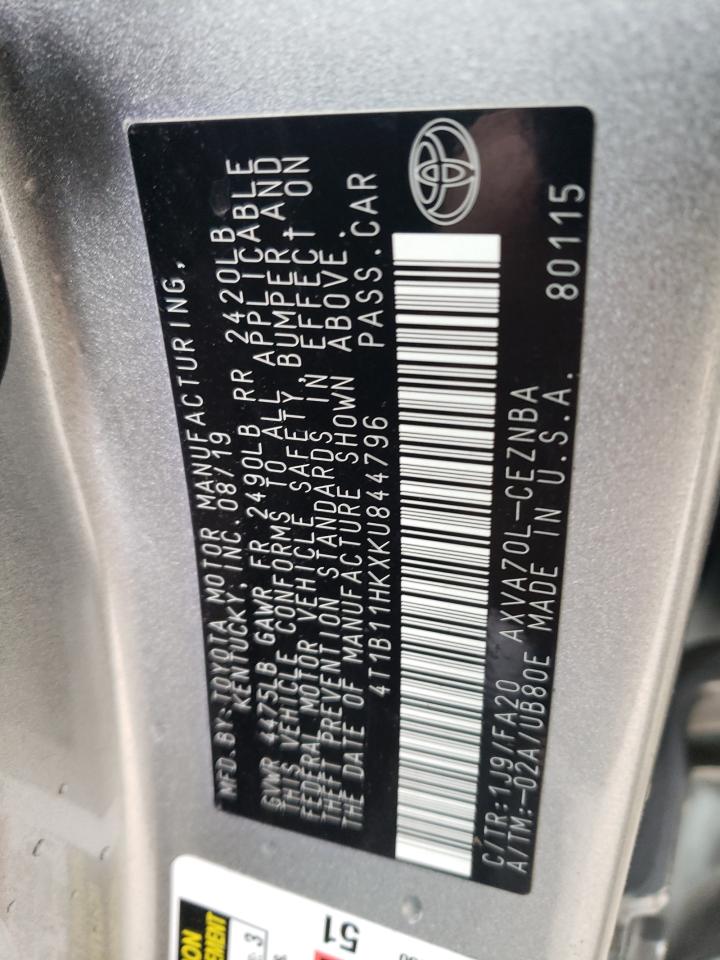 MFD.BY:TOYOTA MOTOR MANUFACTURING,
KENTUCKY, INC.08/19
GVWR 4475LB GAWR FR 2490LB RR 2420LB
THIS VEHICLE CONFORMS TO ALL APPLICABLE
FEDERAL MOTOR VEHICLE SAFETY, BUMPER, AND
THEFT PREVENTION STANDARDS IN EFFECT ON
THE DATE OF MANUFACTURE SHOWN ABOVE.
4T1B11HKXKU844796 PASS.CAR
C/TR:1J9/FA20 AXVA70L-CEZNBA
A/TM:-02A/UB80E MADE IN U.S.A. 80115
51